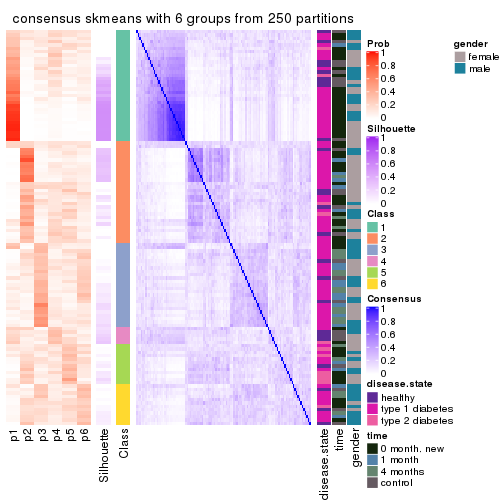 consensus skmeans with 6 groups from 250 partitions
Prob
1
0.8
0.6
0.4
0.2
0
gender
female
male
Silhouette
1
0.8
0.6
0.4
0.2
0
Class
1
2
3
4
5
6
Consensus
1
0.8
0.6
0.4
0.2
0
disease.state
healthy
type 1 diabetes
type 2 diabetes
time
0 month. new
1 month
4 months
control
p1
p2
p3
p4
p5
p6
Silhouette
Class
disease.state
time
gender